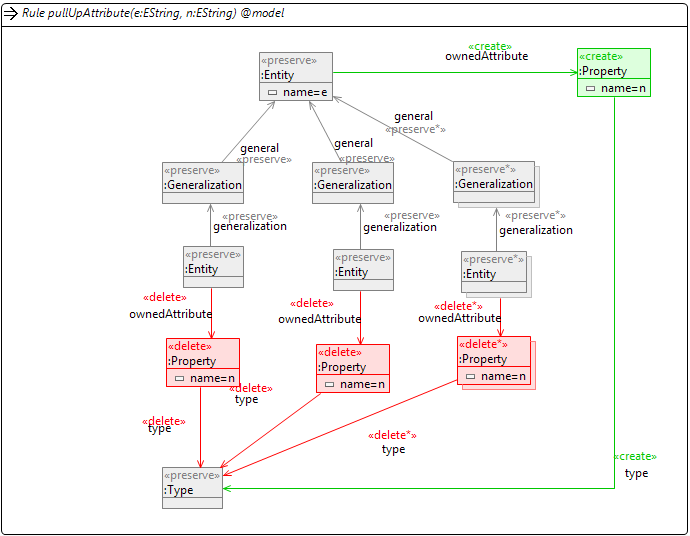 Rule pullUpAttribute(e:EString, n:EString) @model
«preserve»
:Entity
name=e
«create»
ownedAttribute
«create»
:Property
name=n
general
«preserve»
general
«preserve»
general
«preserve*»
«preserve»
:Generalization
«preserve»
:Generalization
«preserve*»
:Generalization
«preserve»
generalization
«preserve»
generalization
«preserve*»
generalization
«preserve»
:Entity
«preserve»
:Entity
«preserve*»
:Entity
«delete»
ownedAttribute
«delete»
ownedAttribute
«delete*»
ownedAttribute
«delete»
:Property
name=n
«delete»
:Property
name=n
«delete*»
:Property
name=n
«delete»
type
«delete»
type
«delete*»
type
«create»
type
«preserve»
:Type